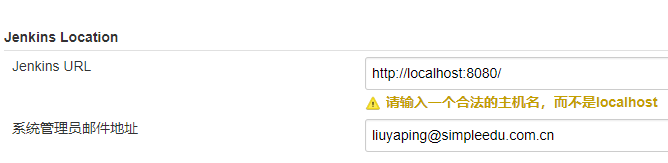 Jenkins Location
Jenkins URL
http://localhost:8080/
请输入一个合法的主机名，而不是localhost
系统管理员邮件地址
liuyaping@simpleedu.com.cn